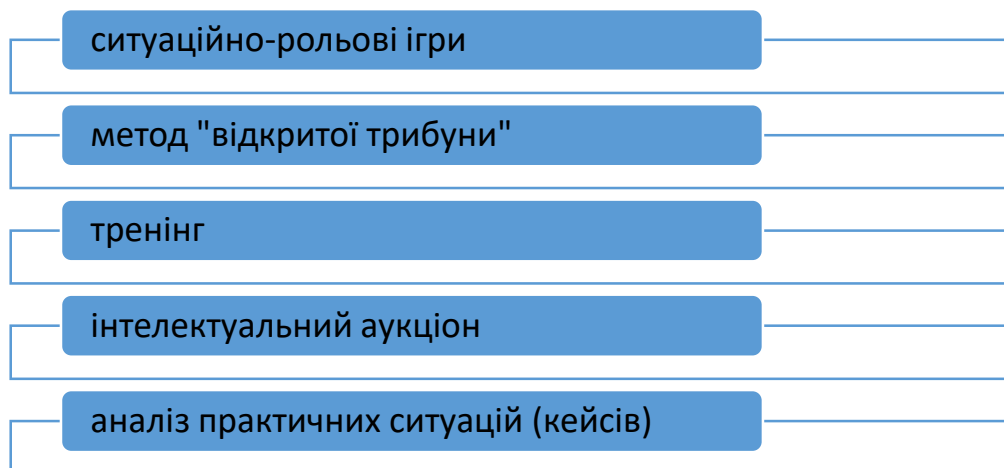 ситуаційно-рольові ігри
метод "відкритої трибуни"
тренінг
інтелектуальний аукціон
аналіз практичних ситуацій (кейсів)